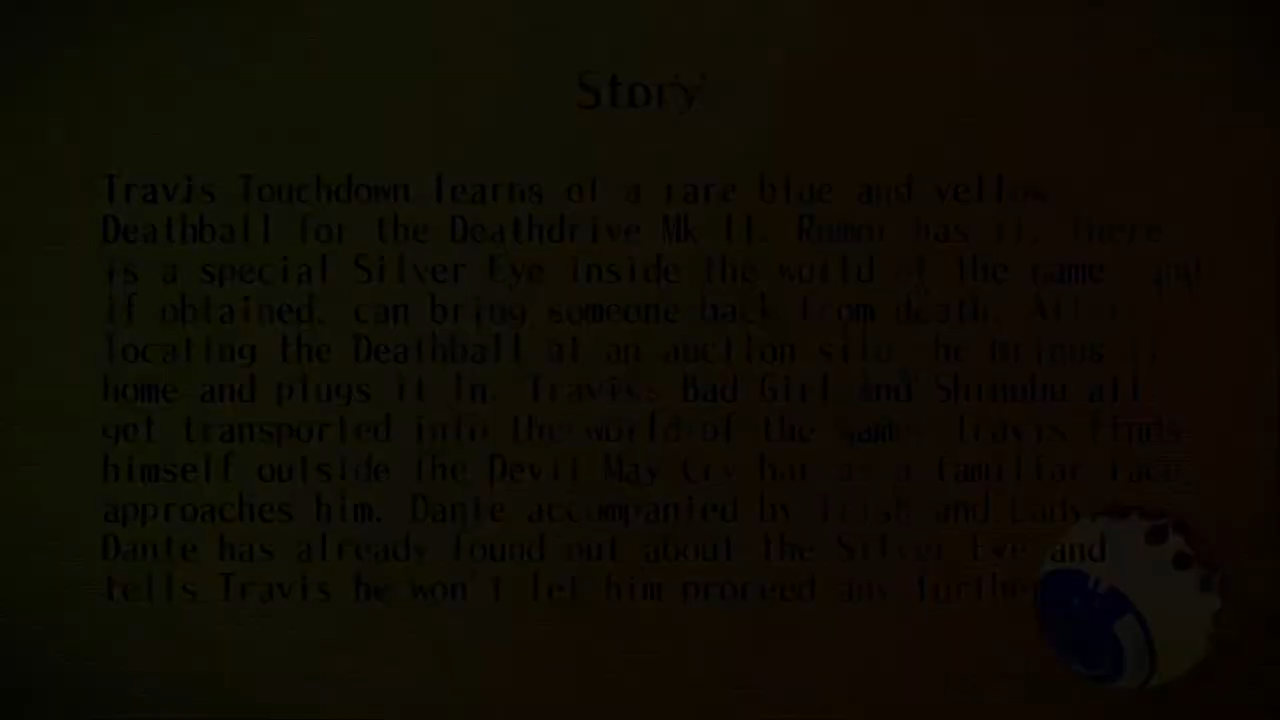 Story
Travis Touchdown learns of a rare blue and yellow
Deathball for the Deathdrive Mk II. Rumor has it, there
is a special Silver Eye inside the world of the game and
if obtained, can bring someone back from death. After
locating the Deathball at an auction site, he brings it
home and plugs it in. Travis, Bad Girl and Shinobu all
get transported into the world of the game. Travis finds
himself outside the Devil May Cry bar as a familiar face
approaches him. Dante accompanied by Trish and Lady.
Dante has already found out about the Silver Eye and
tells Travis he won't let him proceed any further